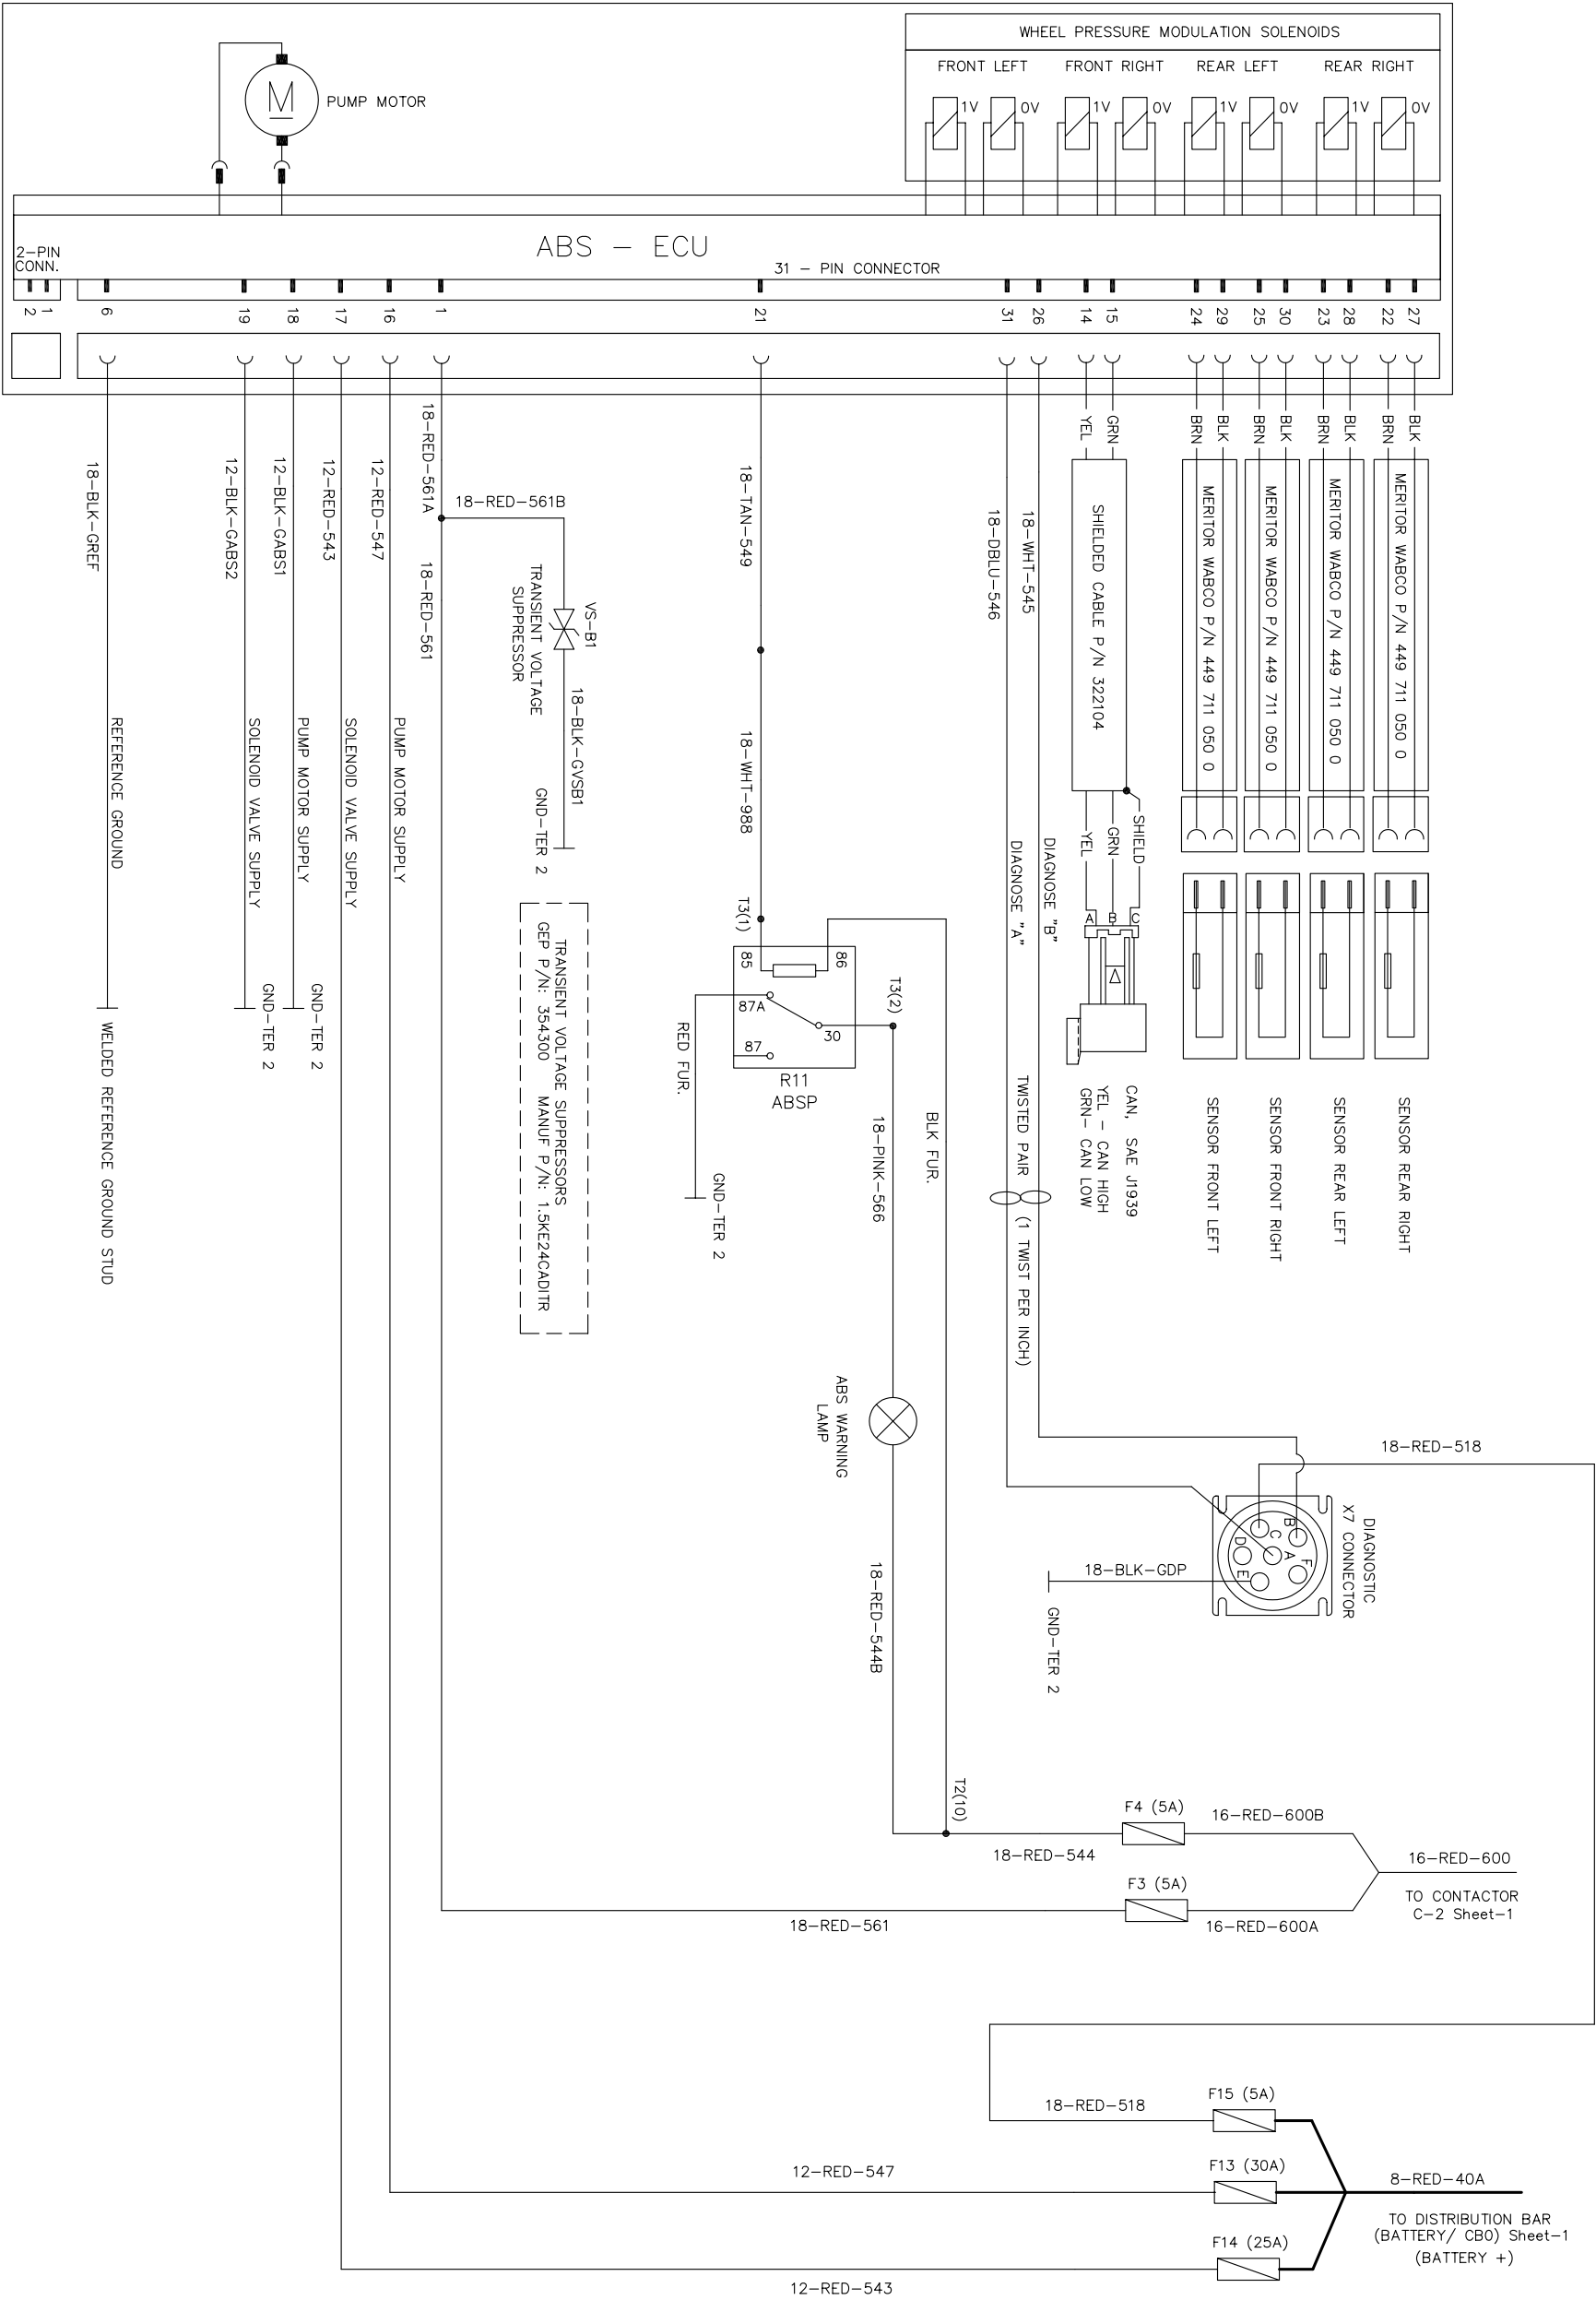 WHEEL PRESSURE MODULATION SOLENOIDS
FRONT LEFT
FRONT RIGHT
REAR LEFT
REAR RIGHT
1V
0V
1V
0V
1V
0V
1V
0V
M
PUMP MOTOR
ABS - ECU
2-PIN
CONN.
31 - PIN CONNECTOR
2
1
6
19
18
17
16
1
21
31
26
14
15
24
29
25
30
23
28
22
27
18-BLK-GREF
12-BLK-GABS2
12-BLK-GABS1
12-RED-543
12-RED-547
18-RED-561A
18-RED-561B
18-RED-561
18-TAN-549
18-DBLU-546
18-WHT-545
YEL
GRN
BRN
BLK
BRN
BLK
BRN
BLK
BRN
BLK
SHIELDED CABLE P/N 322104
MERITOR WABCO P/N 449 711 050 0
MERITOR WABCO P/N 449 711 050 0
MERITOR WABCO P/N 449 711 050 0
MERITOR WABCO P/N 449 711 050 0
VS-B1
TRANSIENT VOLTAGE
SUPPRESSOR
18-BLK-GVSB1
GND-TER 2
REFERENCE GROUND
SOLENOID VALVE SUPPLY
PUMP MOTOR SUPPLY
SOLENOID VALVE SUPPLY
PUMP MOTOR SUPPLY
18-WHT-988
YEL
GRN
SHIELD
DIAGNOSE "A"
DIAGNOSE "B"
A
B
C
T3(1)
85
86
87A
30
87
R11
ABSP
T3(2)
RED FUR.
GND-TER 2
BLK FUR.
18-PINK-566
TRANSIENT VOLTAGE SUPPRESSORS
GEP P/N: 354300 MANUF P/N: 1.5KE24CADITR
GND-TER 2
GND-TER 2
WELDED REFERENCE GROUND STUD
TWISTED PAIR (1 TWIST PER INCH)
CAN, SAE J1939
YEL - CAN HIGH
GRN- CAN LOW
SENSOR FRONT LEFT
SENSOR FRONT RIGHT
SENSOR REAR LEFT
SENSOR REAR RIGHT
ABS WARNING
LAMP
18-RED-544B
18-RED-518
DIAGNOSTIC
X7 CONNECTOR
B
C
A
F
D
E
18-BLK-GDP
GND-TER 2
T2(10)
F4 (5A)
16-RED-600B
18-RED-544
16-RED-600
TO CONTACTOR
C-2 Sheet-1
F3 (5A)
16-RED-600A
18-RED-561
18-RED-518
F15 (5A)
12-RED-547
F13 (30A)
8-RED-40A
TO DISTRIBUTION BAR
(BATTERY/ CB0) Sheet-1
(BATTERY +)
F14 (25A)
12-RED-543